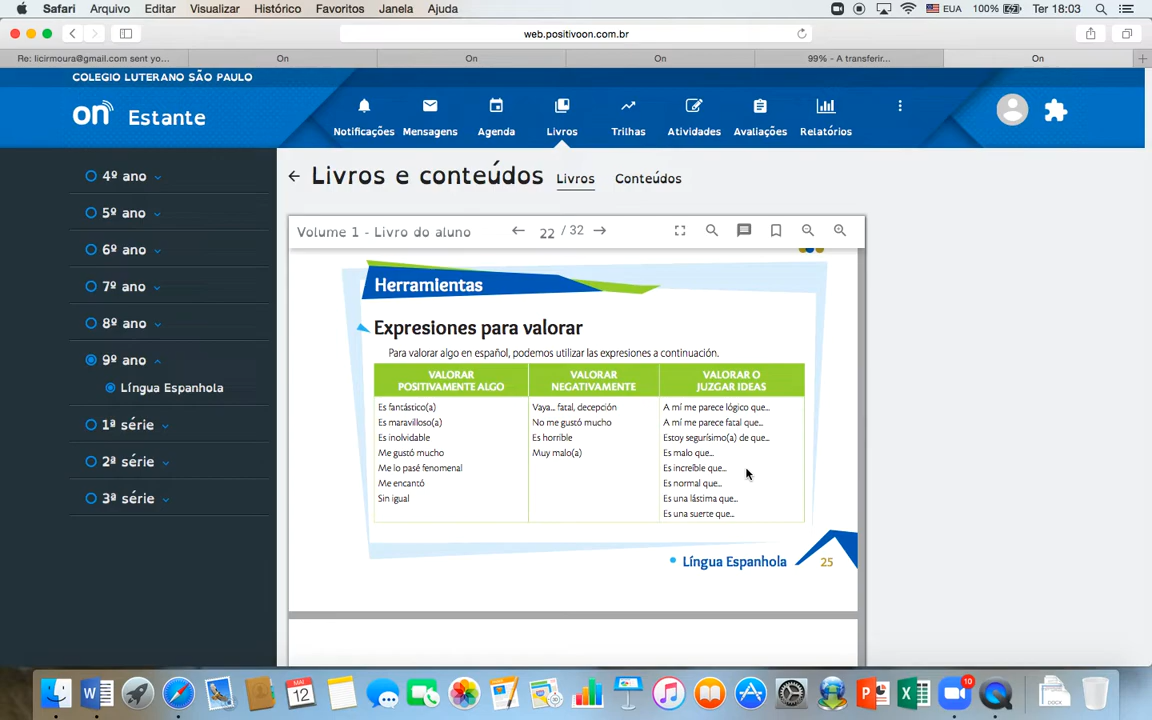 Safari Arquivo Editar Visualizar Histórico Favoritos Janela Ajuda EUA 100% Ter 18:03
web.positivoon.com.br
Re: licirmoura@gmail.com sent yo... On On On 99% - A transferir... On
COLEGIO LUTERANO SÃO PAULO
on Estante
Notificações Mensagens Agenda Livros Trilhas Atividades Avaliações Relatórios
4º ano
5º ano
6º ano
7º ano
8º ano
9º ano
Língua Espanhola
1ª série
2ª série
3ª série
Livros e conteúdos Livros Conteúdos
Volume 1 - Livro do aluno 22 / 32
Herramientas
Expresiones para valorar
Para valorar algo en español, podemos utilizar las expresiones a continuación.
VALORAR
POSITIVAMENTE ALGO
Es fantástico(a)
Es maravilloso(a)
Es inolvidable
Me gustó mucho
Me lo pasé fenomenal
Me encantó
Sin igual
VALORAR
NEGATIVAMENTE
Vaya... fatal, decepción
No me gustó mucho
Es horrible
Muy malo(a)
VALORAR O
JUZGAR IDEAS
A mí me parece lógico que...
A mí me parece fatal que...
Estoy segurísimo(a) de que...
Es malo que...
Es increíble que...
Es normal que...
Es una lástima que...
Es una suerte que...
Língua Espanhola 25
MAI
12
10
DOCX